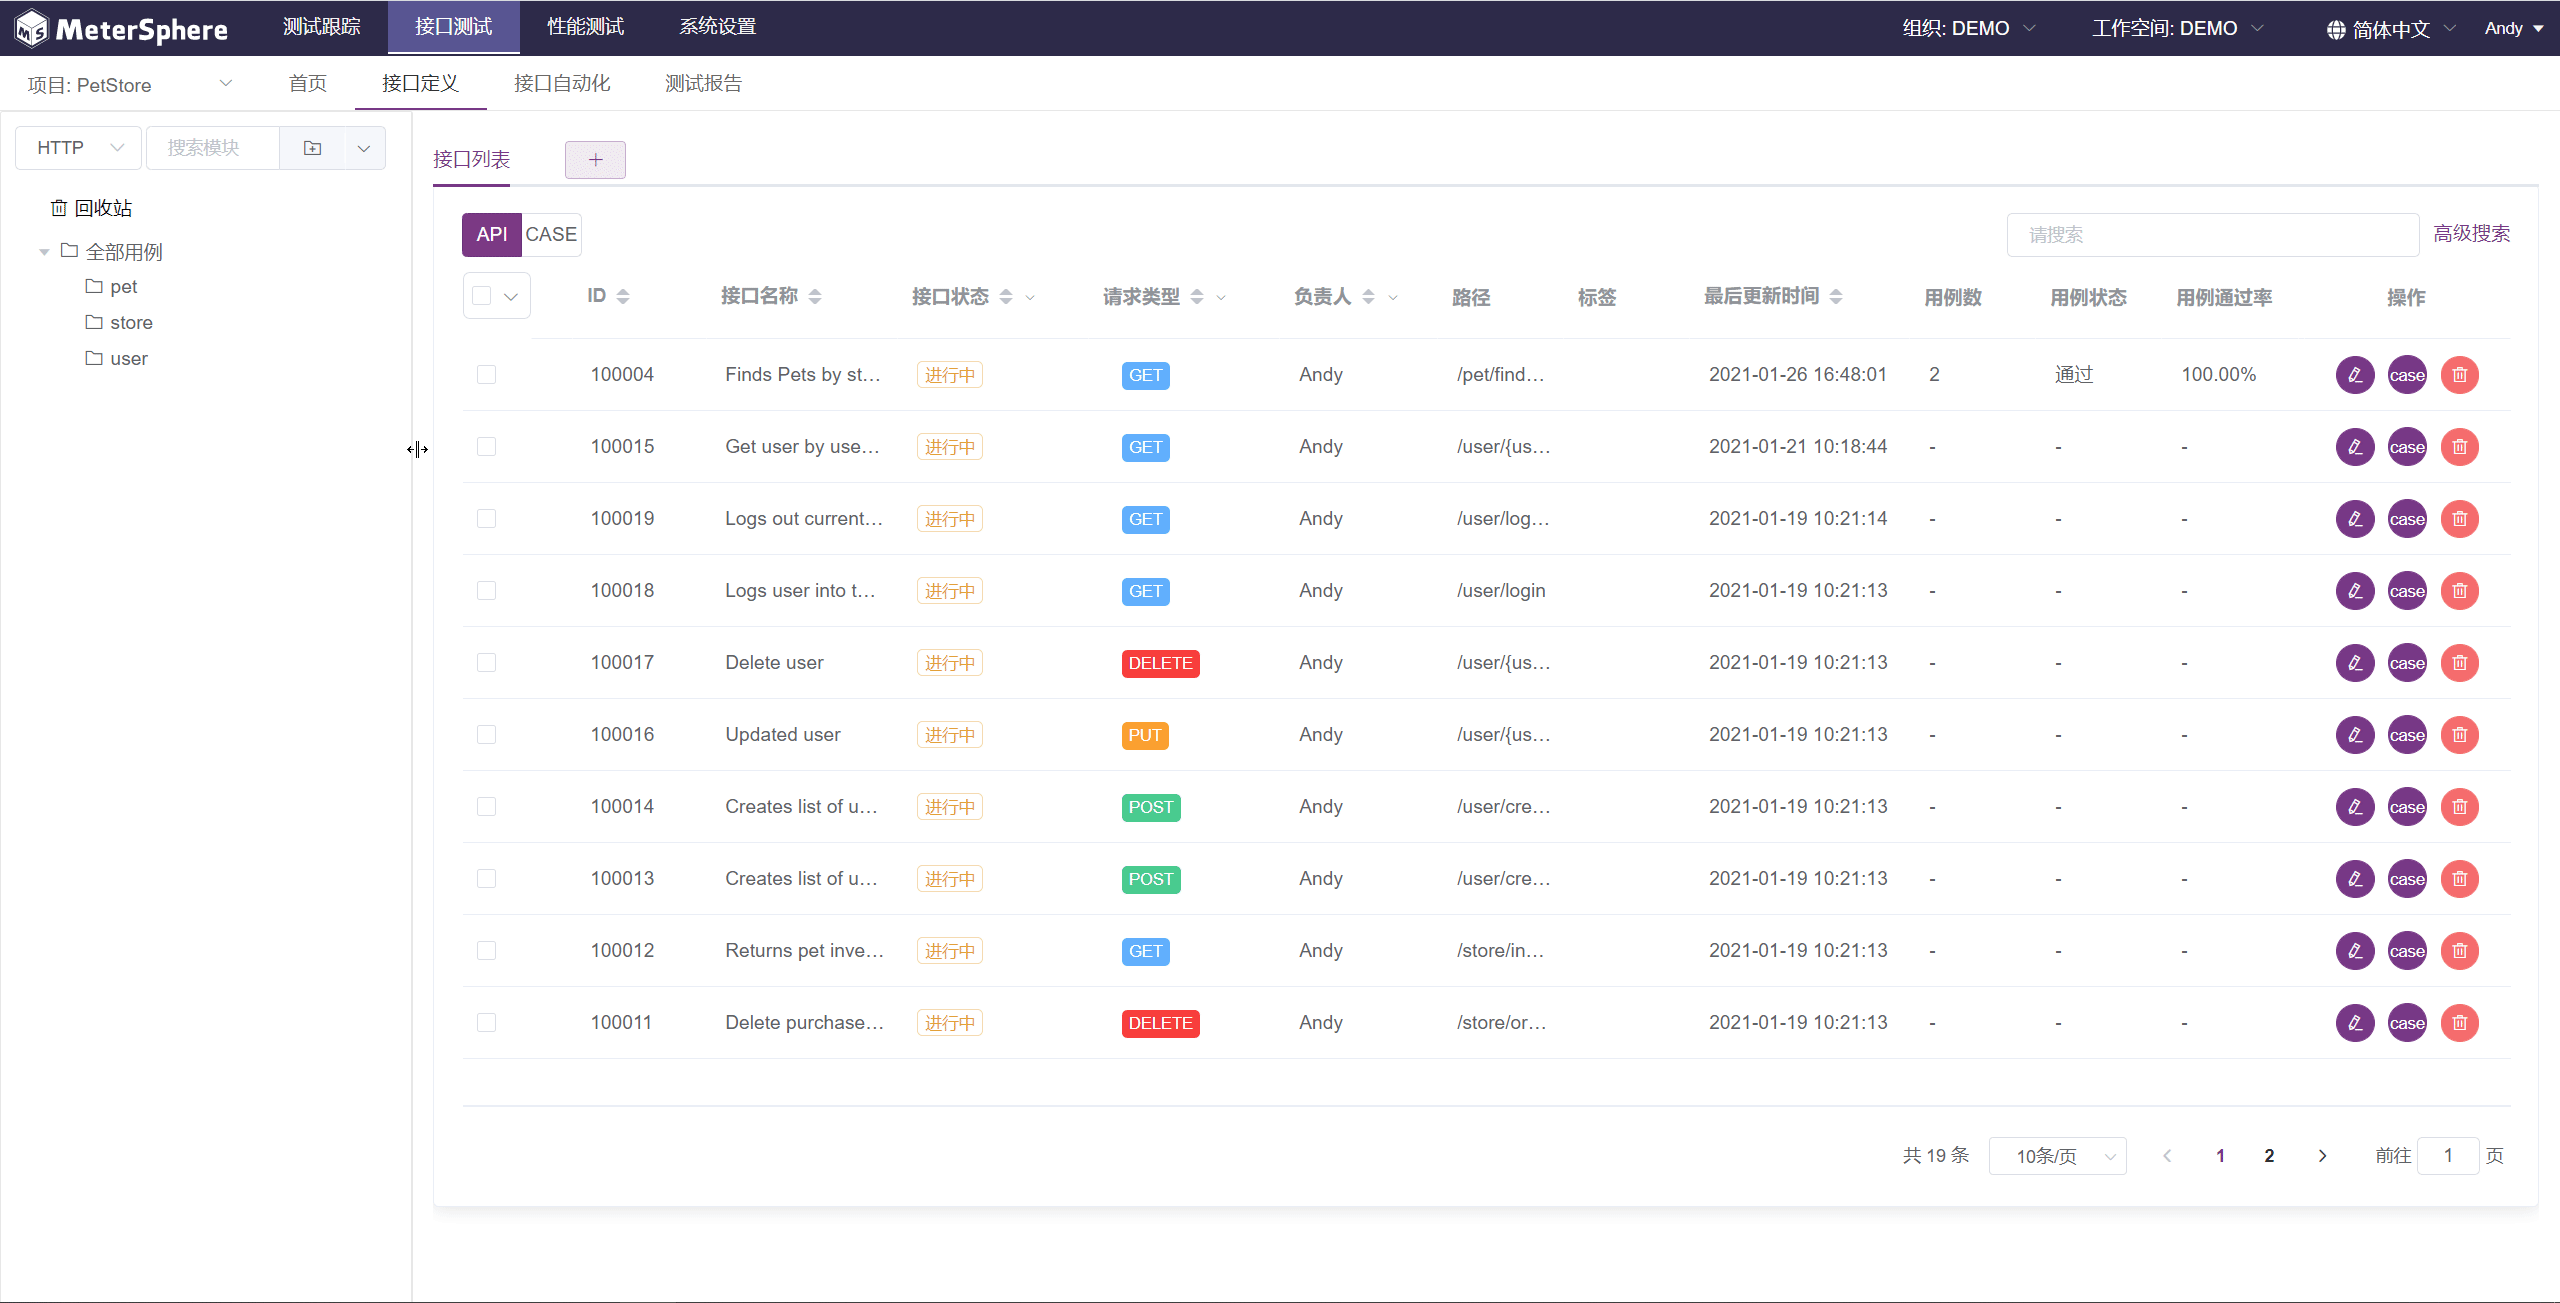 MeterSphere 测试跟踪 接口测试 性能测试 系统设置 组织: DEMO 工作空间: DEMO 简体中文 Andy
项目: PetStore 首页 接口定义 接口自动化 测试报告
HTTP 搜索模块
回收站
全部用例
pet
store
user
接口列表 +
API CASE 请搜索 高级搜索
ID 接口名称 接口状态 请求类型 负责人 路径 标签 最后更新时间 用例数 用例状态 用例通过率 操作
100004 Finds Pets by st... 进行中 GET Andy /pet/find... 2021-01-26 16:48:01 2 通过 100.00% case
100015 Get user by use... 进行中 GET Andy /user/{us... 2021-01-21 10:18:44 - - - case
100019 Logs out current... 进行中 GET Andy /user/log... 2021-01-19 10:21:14 - - - case
100018 Logs user into t... 进行中 GET Andy /user/login 2021-01-19 10:21:13 - - - case
100017 Delete user 进行中 DELETE Andy /user/{us... 2021-01-19 10:21:13 - - - case
100016 Updated user 进行中 PUT Andy /user/{us... 2021-01-19 10:21:13 - - - case
100014 Creates list of u... 进行中 POST Andy /user/cre... 2021-01-19 10:21:13 - - - case
100013 Creates list of u... 进行中 POST Andy /user/cre... 2021-01-19 10:21:13 - - - case
100012 Returns pet inve... 进行中 GET Andy /store/in... 2021-01-19 10:21:13 - - - case
100011 Delete purchase... 进行中 DELETE Andy /store/or... 2021-01-19 10:21:13 - - - case
共 19 条 10条/页 1 2 前往 1 页